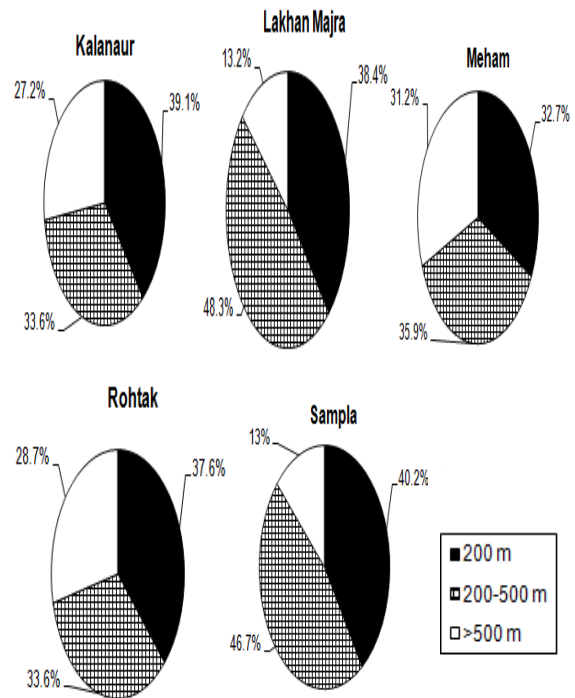 Kalanaur
27.2%
39.1%
33.6%
Lakhan Majra
13.2%
38.4%
48.3%
Meham
31.2%
32.7%
35.9%
Rohtak
28.7%
37.6%
33.6%
Sampla
13%
40.2%
46.7%
200 m
200-500 m
>500 m